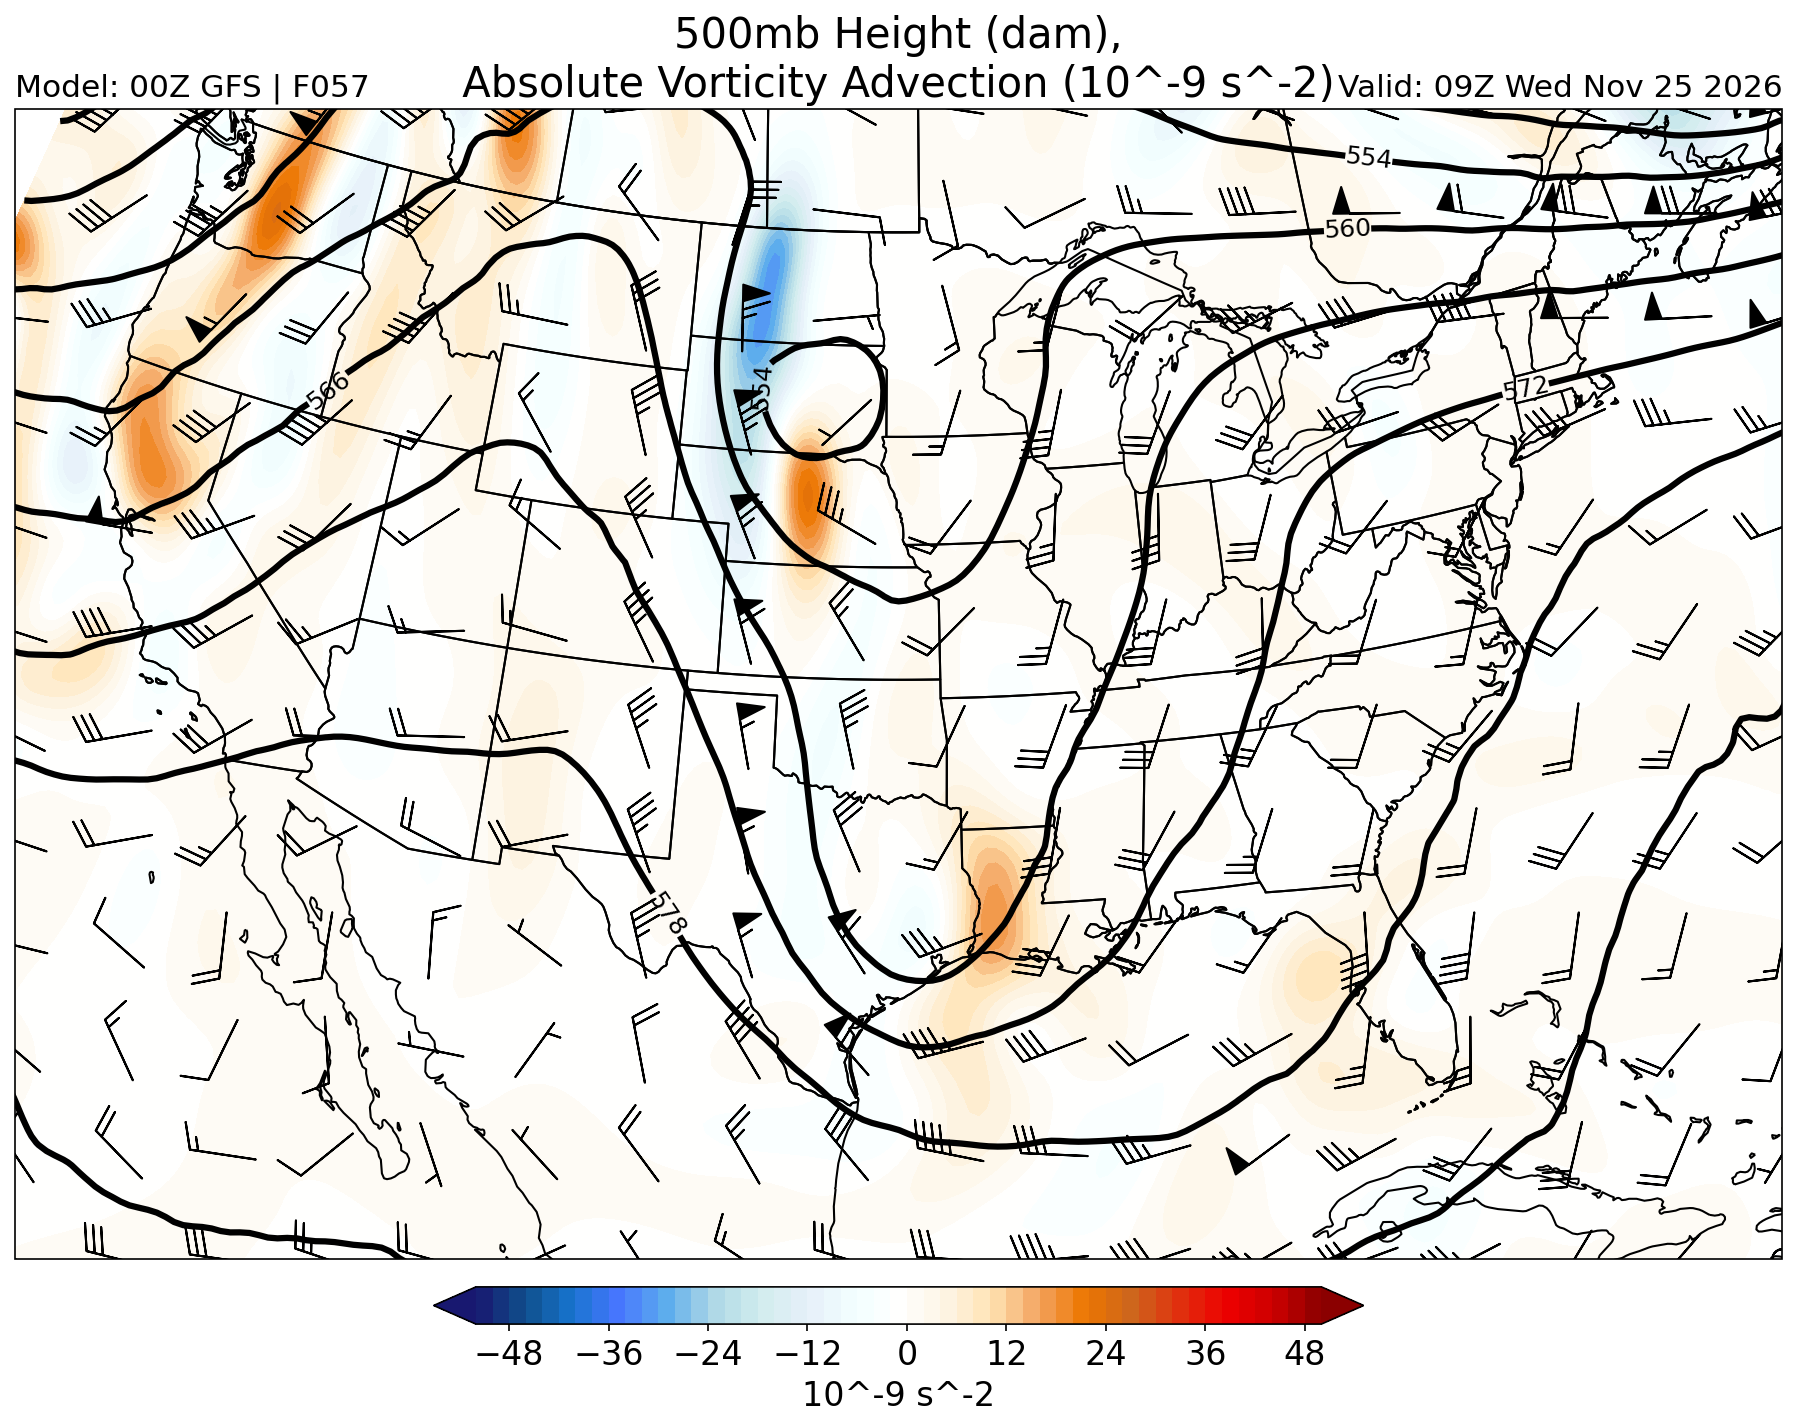 500mb Height (dam),
Model: 00Z GFS | F057
Absolute Vorticity Advection (10^-9 s^-2)
Valid: 09Z Wed Nov 25 2026
554
560
566
572
554
578
−48 −36 −24 −12 0 12 24 36 48
10^-9 s^-2